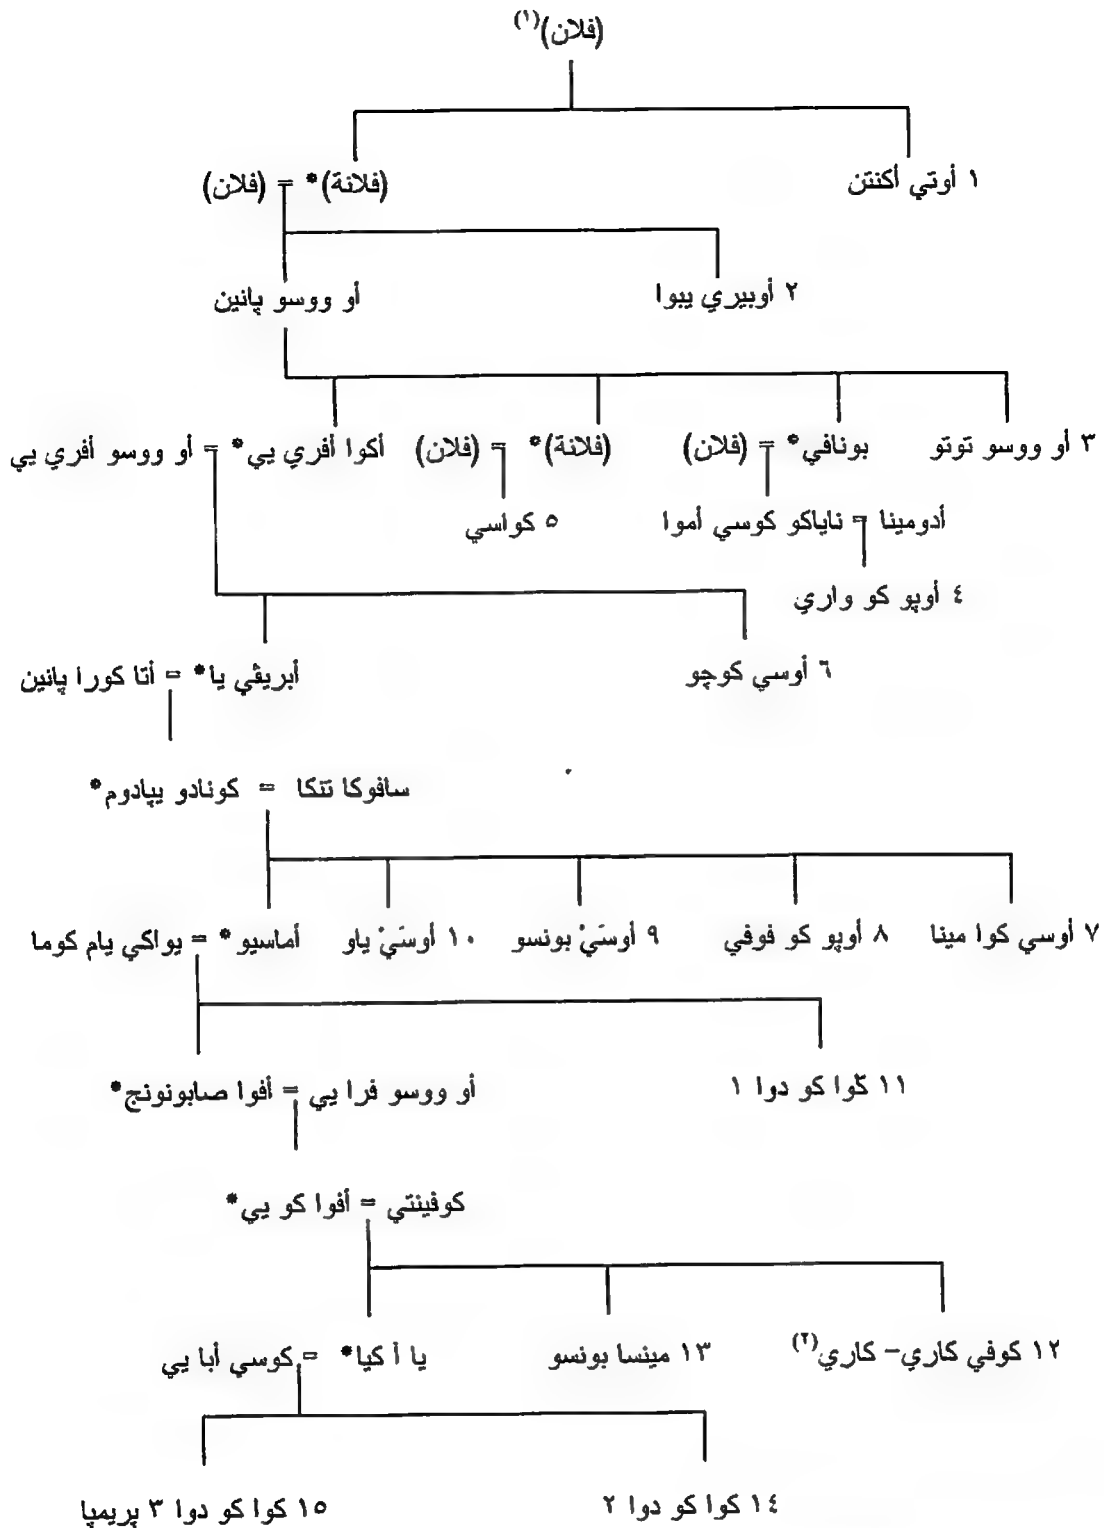 (فلان)(١)
١ أوتي أكنتن (فلانة)* = (فلان)
٢ أوبيري يبوا أو ووسو پانين
٣ أو ووسو توتو بونافي* = (فلان) (فلانة)* = (فلان) أكوا أفري يي* = أو ووسو أفري يي
أدومينا = ناياكو كوسي أموا ٥ كواسي
٤ أوپو كو واري
٦ أوسي كوچو أبريڤي يا* = أتا كورا پانين
سافوكا تتكا = كونادو يپادوم*
٧ أوسي كوا مينا ٨ أوپو كو فوفي ٩ أوسَيْ بونسو ١٠ أوسَيْ ياو أماسيو* = يواكي يام كوما
١١ كوا كو دوا ١ أو ووسو فرا يي = أفوا صابونونج*
كوفينتي = أفوا كو يي*
١٢ كوفي كاري- كاري(٢) ١٣ مينسا بونسو يا أ كيا* = كوسي أبا يي
١٤ كوا كو دوا ٢ ١٥ كوا كو دوا ٣ پريمپا